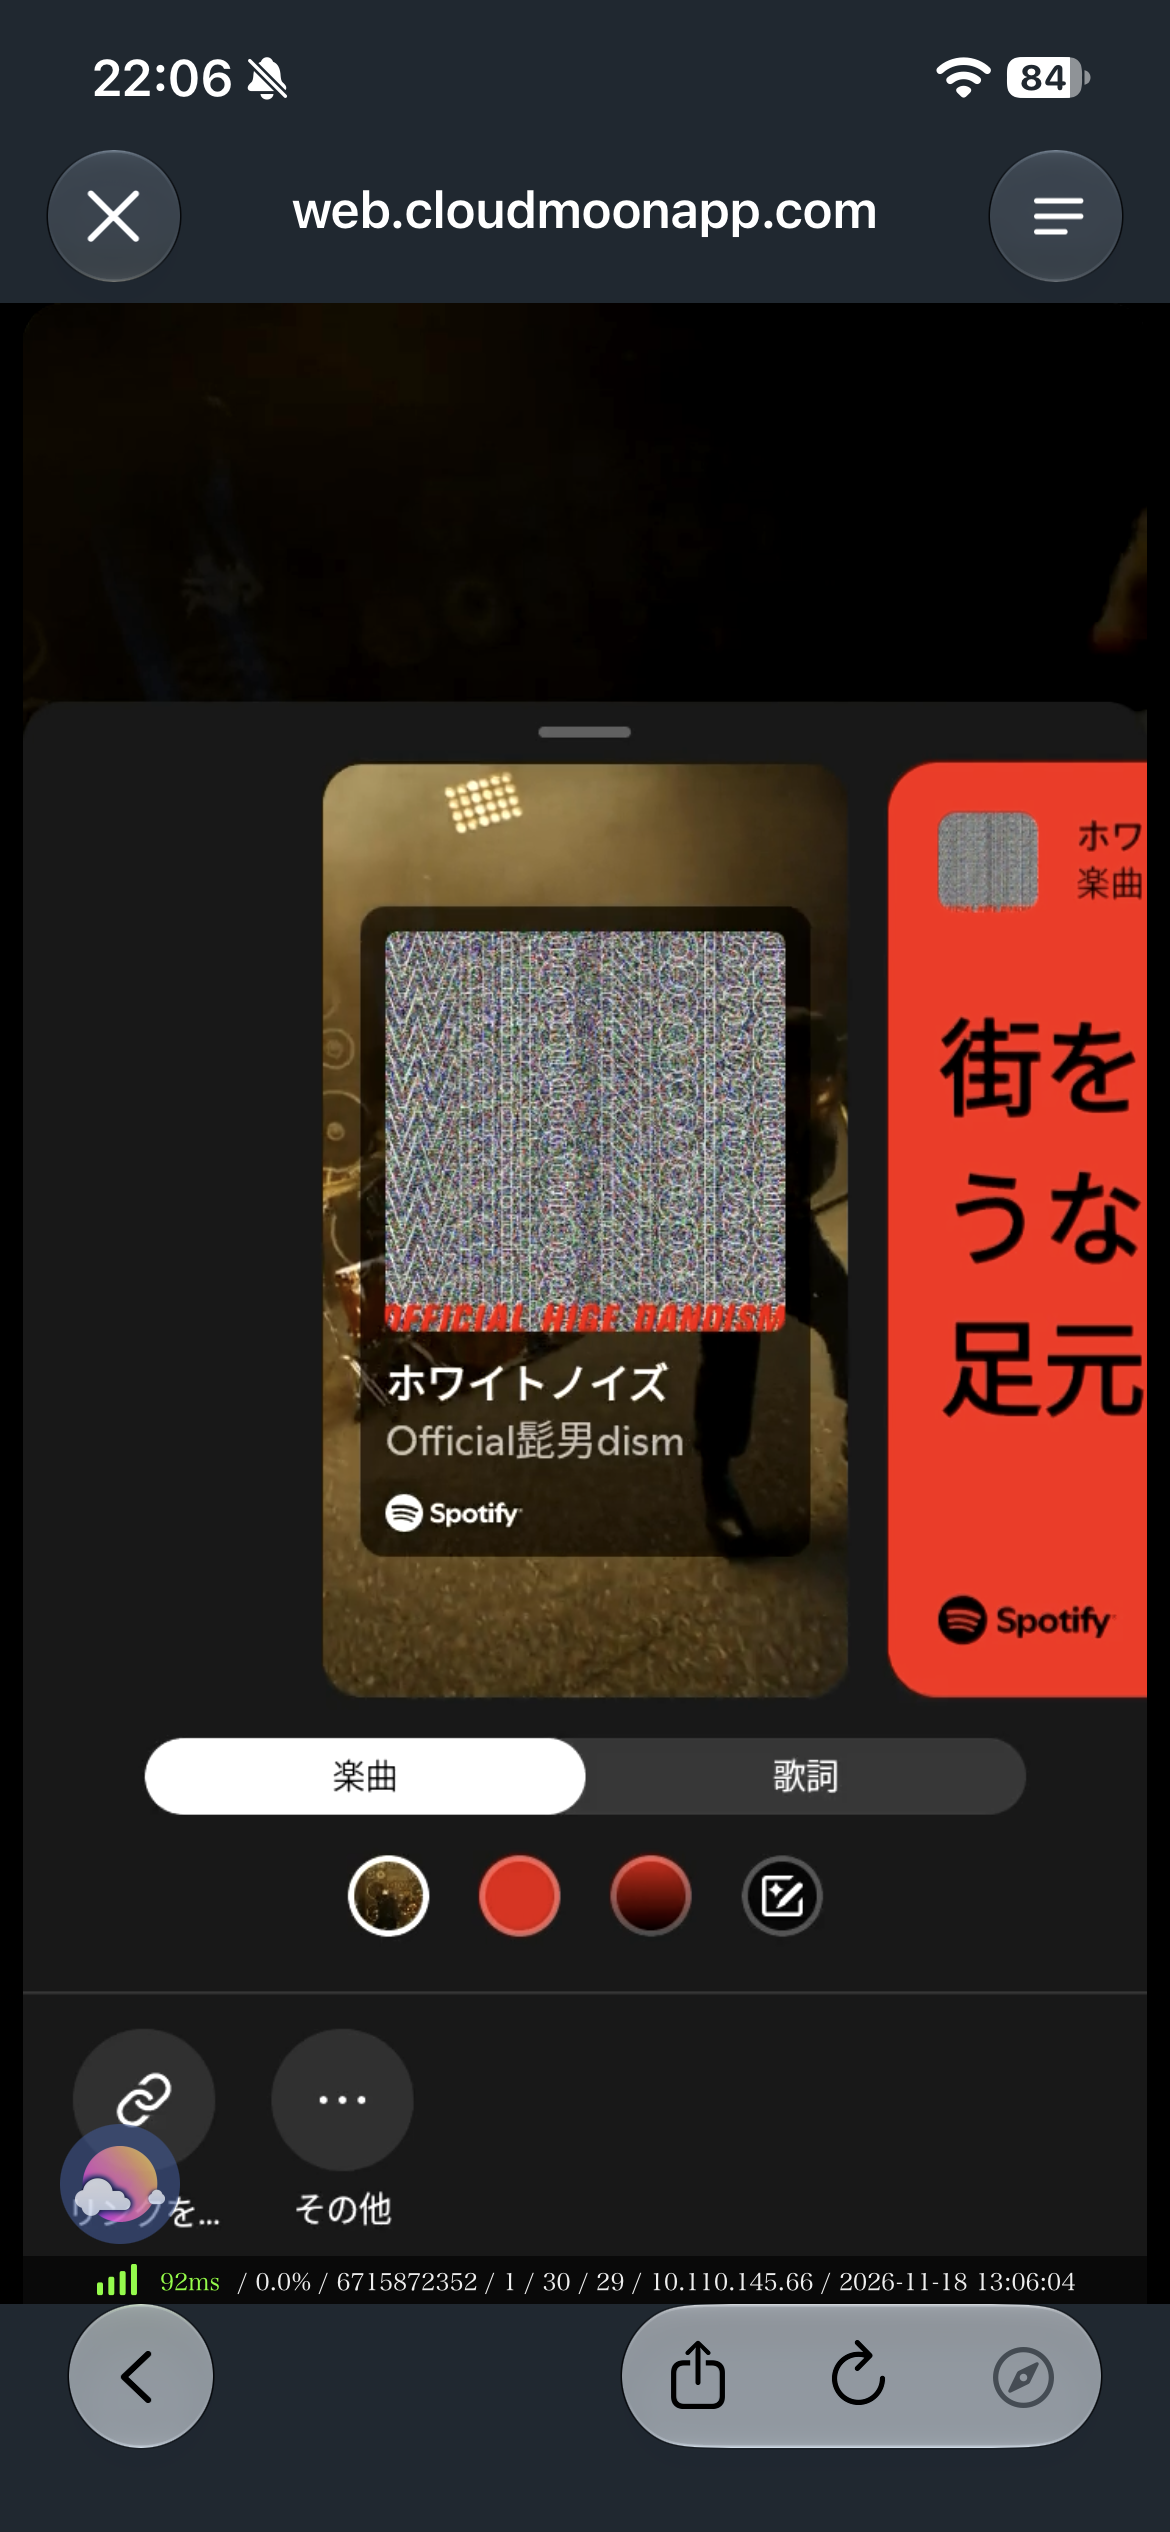 22:06
84
web.cloudmoonapp.com
OFFICIAL HIGE DANDISM
ホワイトノイズ
Official髭男dism
Spotify
ホワ
楽曲
街を
うな
足元
Spotify
楽曲
歌詞
リンクを...
その他
92ms / 0.0% / 6715872352 / 1 / 30 / 29 / 10.110.145.66 / 2026-11-18 13:06:04